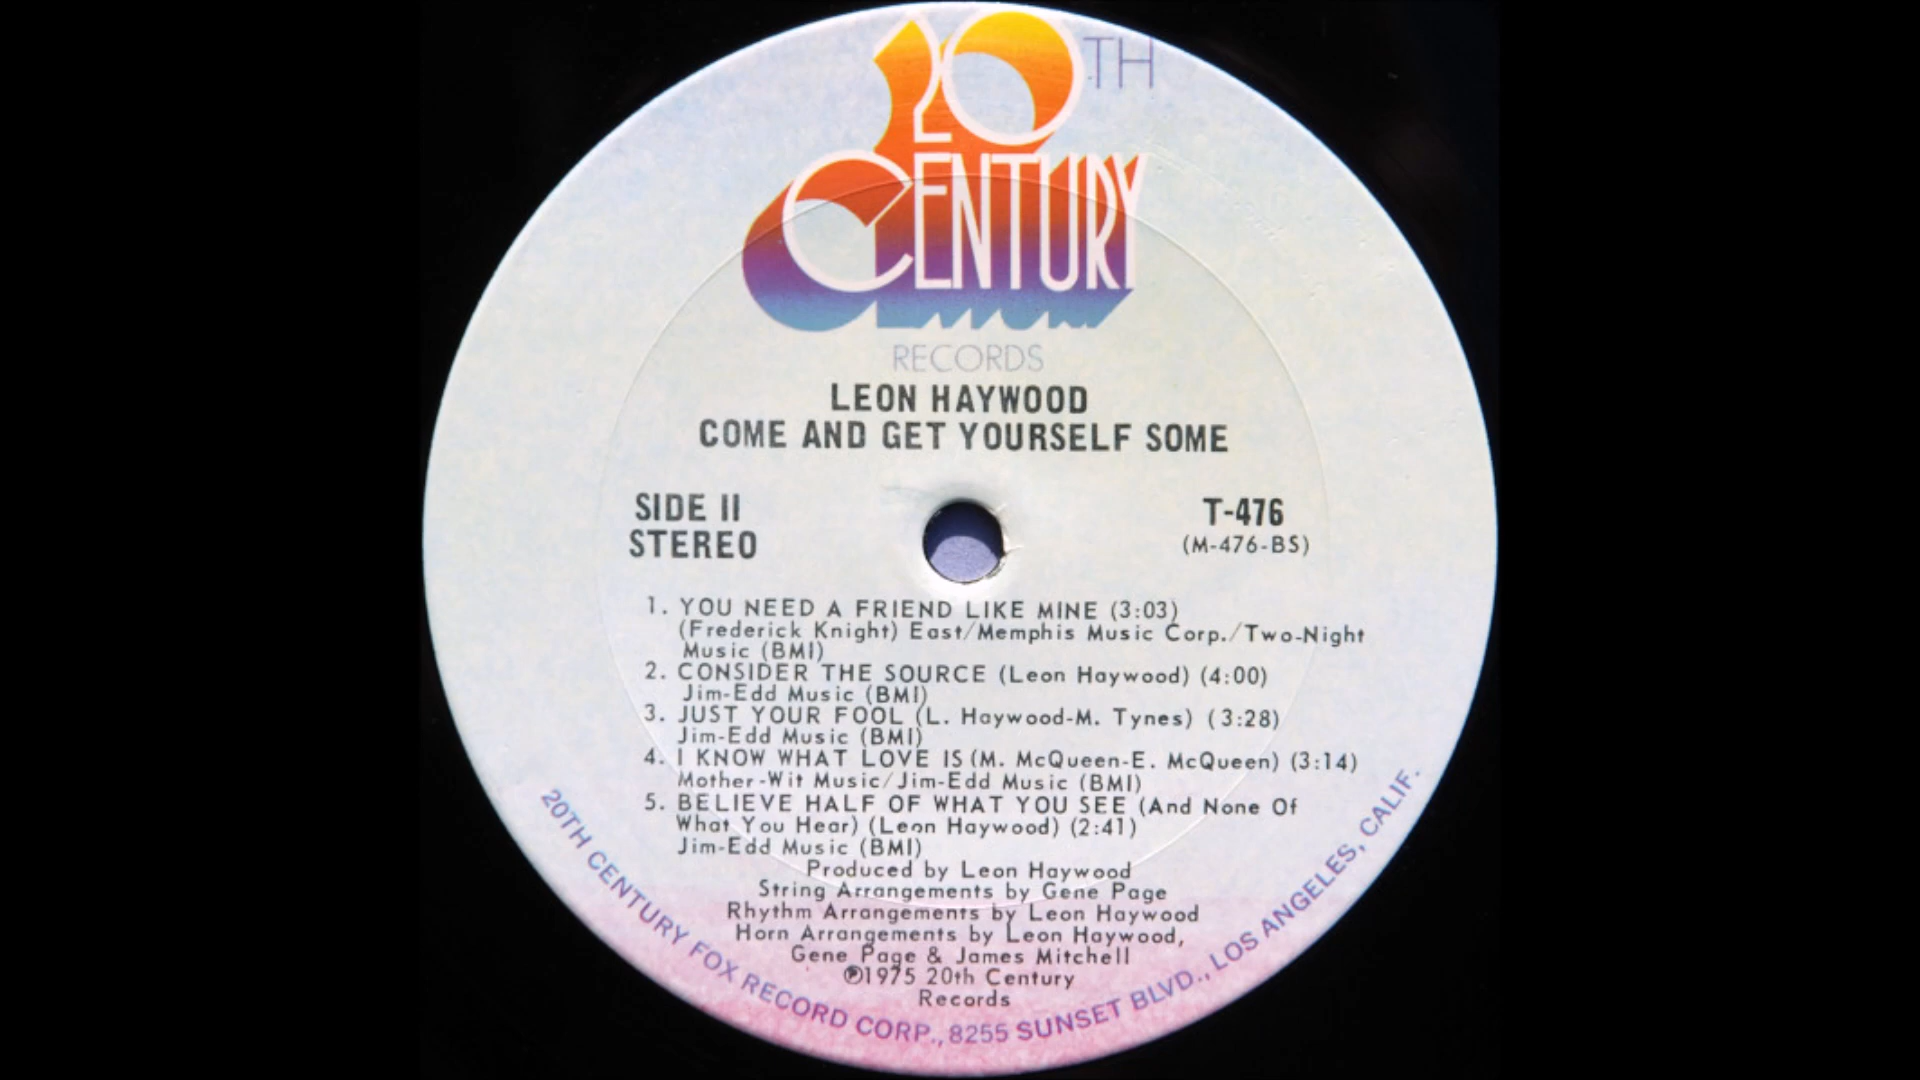 20TH
CENTURY
RECORDS
LEON HAYWOOD
COME AND GET YOURSELF SOME
SIDE II
STEREO
T-476
(M-476-BS)
1. YOU NEED A FRIEND LIKE MINE (3:03)
(Frederick Knight) East/Memphis Music Corp./Two-Night
Music (BMI)
2. CONSIDER THE SOURCE (Leon Haywood) (4:00)
Jim-Edd Music (BMI)
3. JUST YOUR FOOL (L. Haywood-M. Tynes) (3:28)
Jim-Edd Music (BMI)
4. I KNOW WHAT LOVE IS (M. McQueen-E. McQueen) (3:14)
Mother-Wit Music/Jim-Edd Music (BMI)
5. BELIEVE HALF OF WHAT YOU SEE (And None Of
What You Hear) (Leon Haywood) (2:41)
Jim-Edd Music (BMI)
Produced by Leon Haywood
String Arrangements by Gene Page
Rhythm Arrangements by Leon Haywood
Horn Arrangements by Leon Haywood,
Gene Page & James Mitchell
℗1975 20th Century
Records
20TH CENTURY FOX RECORD CORP., 8255 SUNSET BLVD., LOS ANGELES, CALIF.